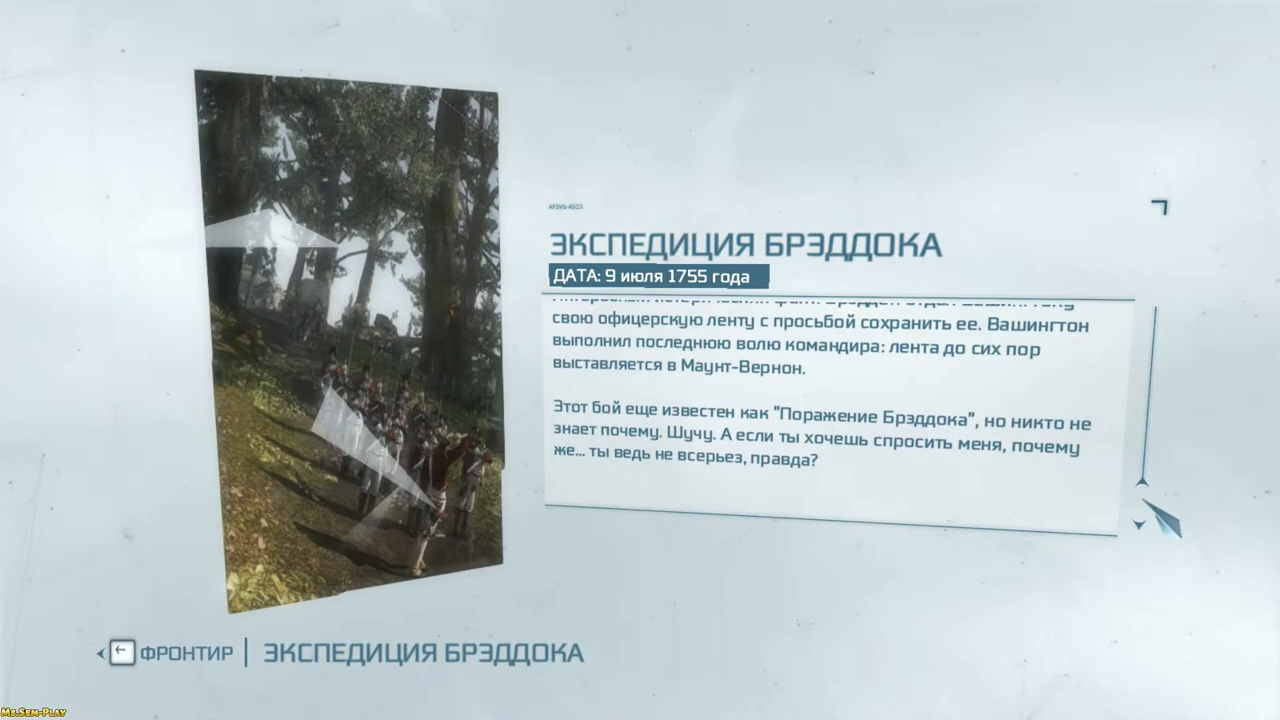 AFSVS-AS03
ЭКСПЕДИЦИЯ БРЭДДОКА
ДАТА: 9 июля 1755 года
свою офицерскую ленту с просьбой сохранить ее. Вашингтон
выполнил последнюю волю командира: лента до сих пор
выставляется в Маунт-Вернон.
Этот бой еще известен как "Поражение Брэддока", но никто не
знает почему. Шучу. А если ты хочешь спросить меня, почему
же... ты ведь не всерьез, правда?
ФРОНТИР | ЭКСПЕДИЦИЯ БРЭДДОКА
Mr.Sem-Play